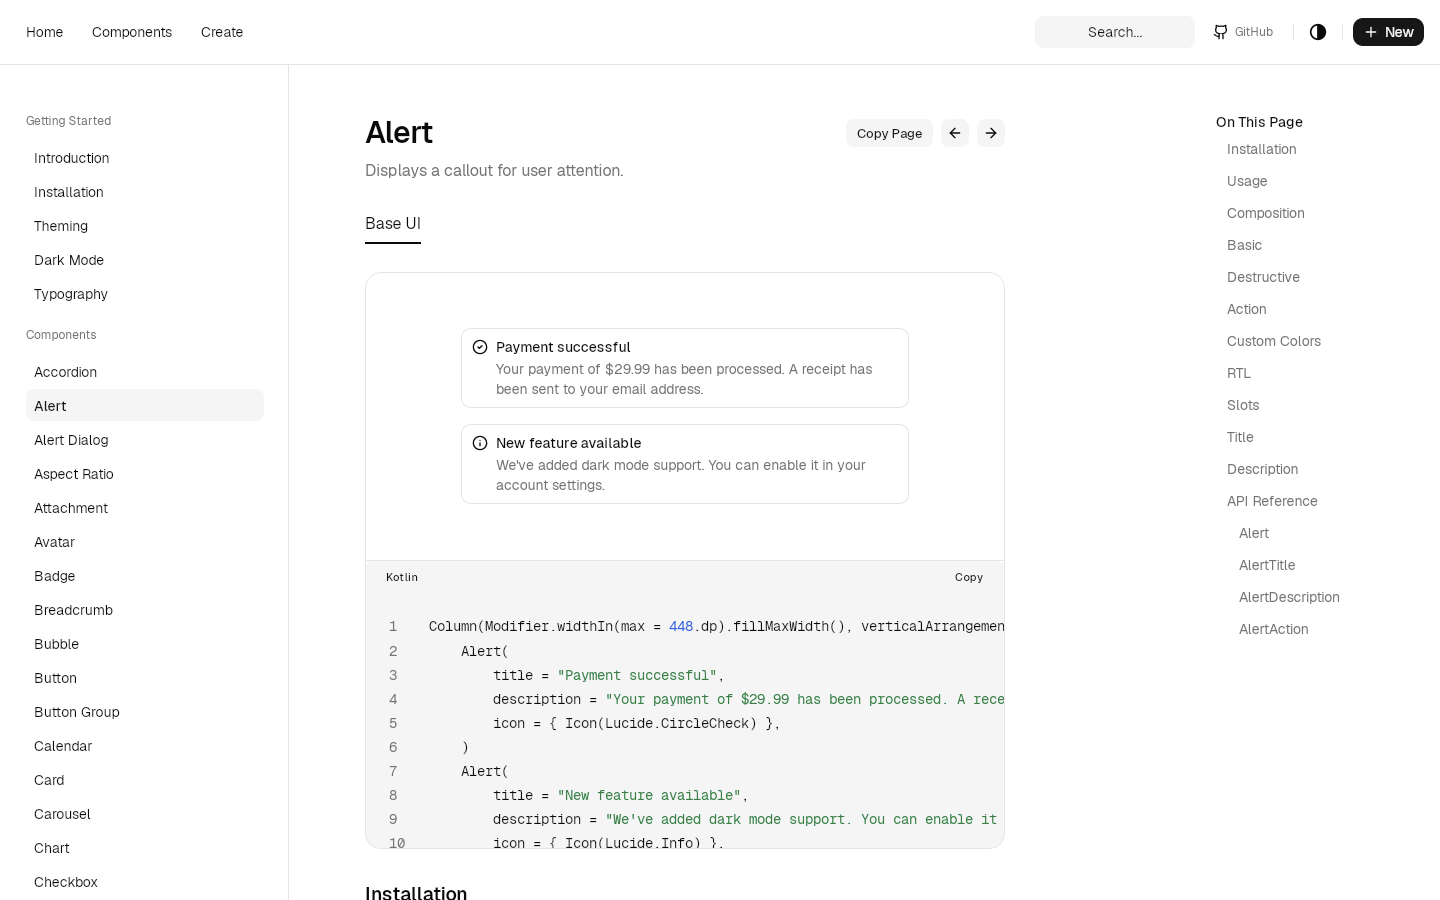 Home
Components
Create
Search...
GitHub
New
Getting Started
Introduction
Installation
Theming
Dark Mode
Typography
Components
Accordion
Alert
Alert Dialog
Aspect Ratio
Attachment
Avatar
Badge
Breadcrumb
Bubble
Button
Button Group
Calendar
Card
Carousel
Chart
Checkbox
Alert
Copy Page
Displays a callout for user attention.
Base UI
Payment successful
Your payment of $29.99 has been processed. A receipt has
been sent to your email address.
New feature available
We've added dark mode support. You can enable it in your
account settings.
Kotlin
Copy
1 Column(Modifier.widthIn(max = 448.dp).fillMaxWidth(), verticalArrangemen
2 Alert(
3 title = "Payment successful",
4 description = "Your payment of $29.99 has been processed. A rece
5 icon = { Icon(Lucide.CircleCheck) },
6 )
7 Alert(
8 title = "New feature available",
9 description = "We've added dark mode support. You can enable it
10 icon = { Icon(Lucide.Info) },
Installation
On This Page
Installation
Usage
Composition
Basic
Destructive
Action
Custom Colors
RTL
Slots
Title
Description
API Reference
Alert
AlertTitle
AlertDescription
AlertAction